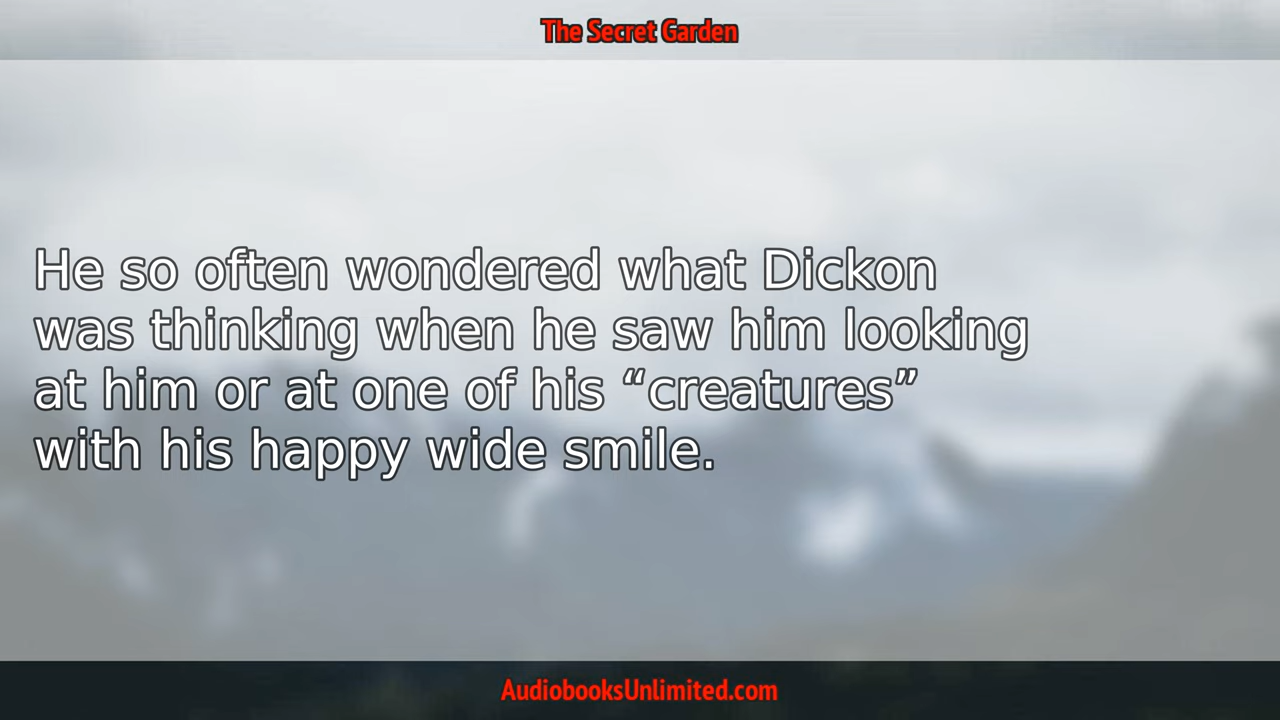 The Secret Garden
He so often wondered what Dickon
was thinking when he saw him looking
at him or at one of his “creatures”
with his happy wide smile.
AudiobooksUnlimited.com